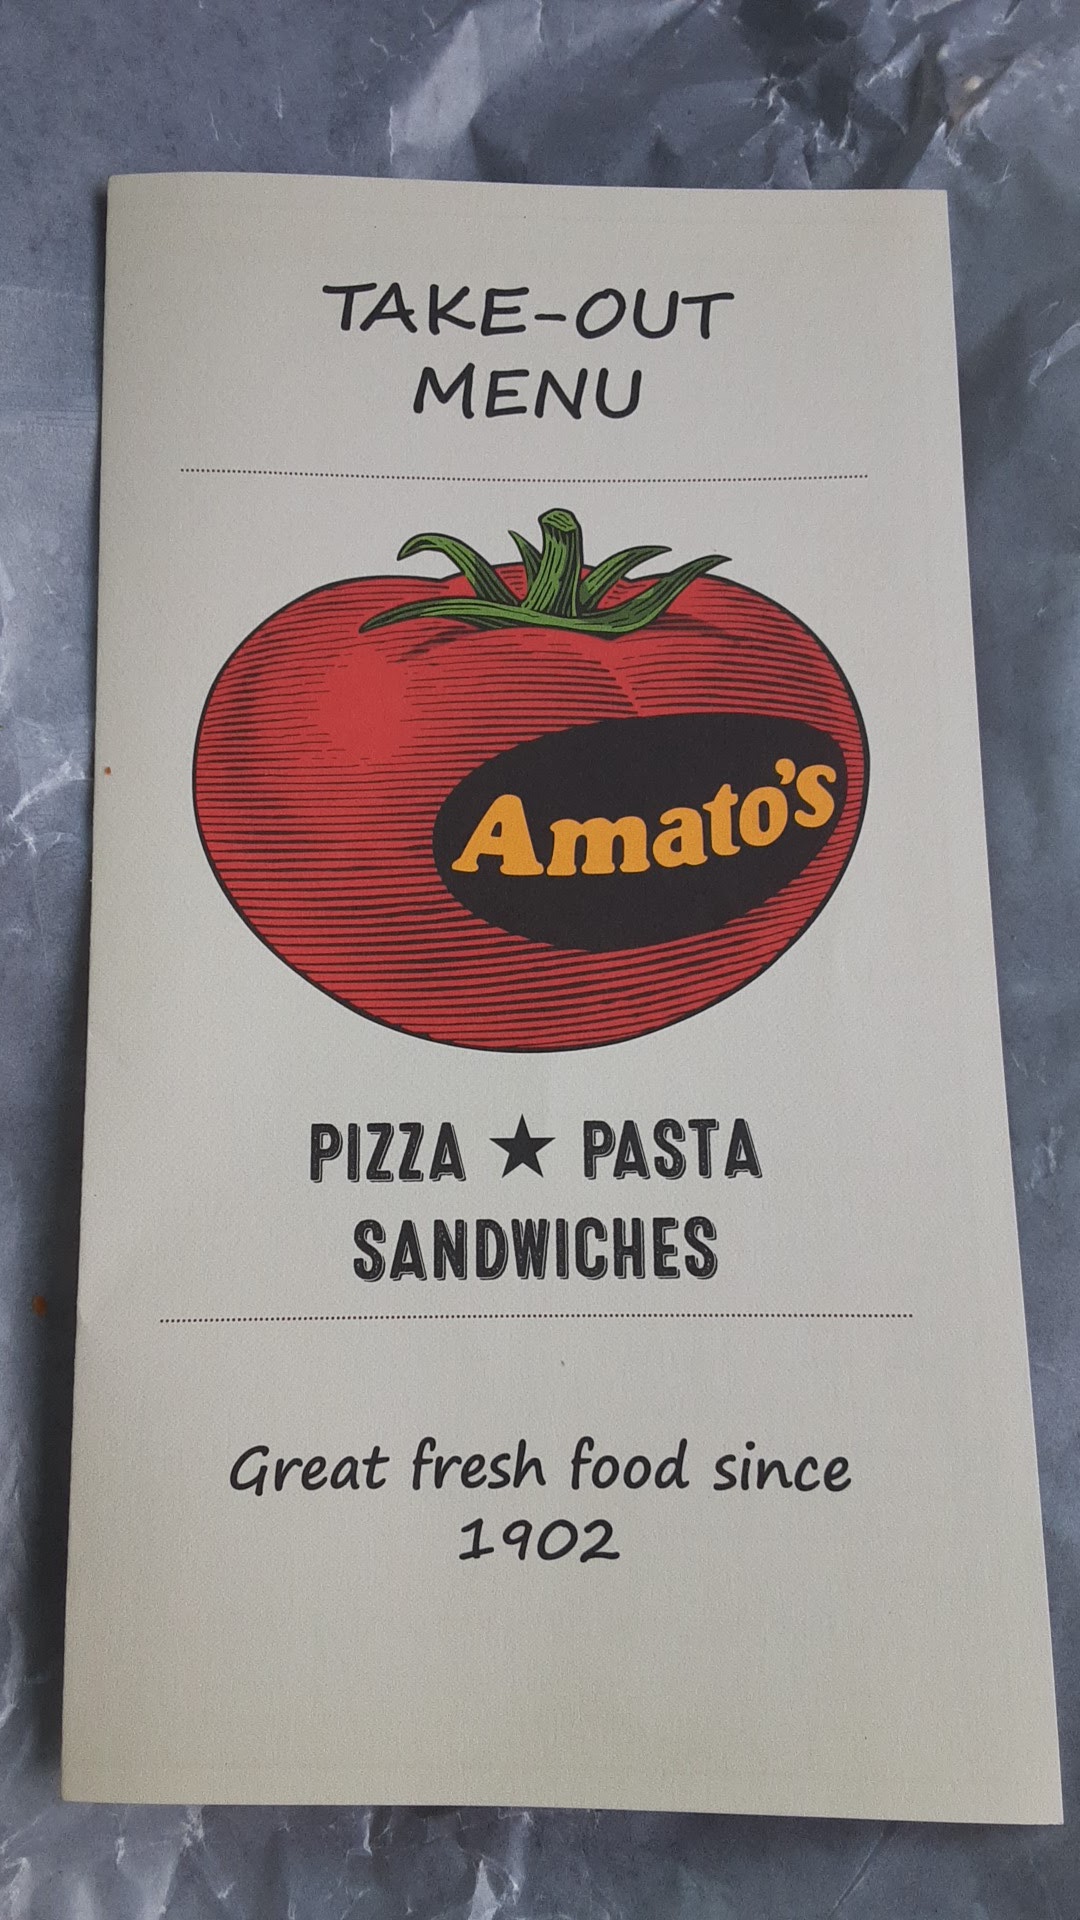 TAKE-OUT
MENU
Amato's
PIZZA ★ PASTA
SANDWICHES
Great fresh food since
1902